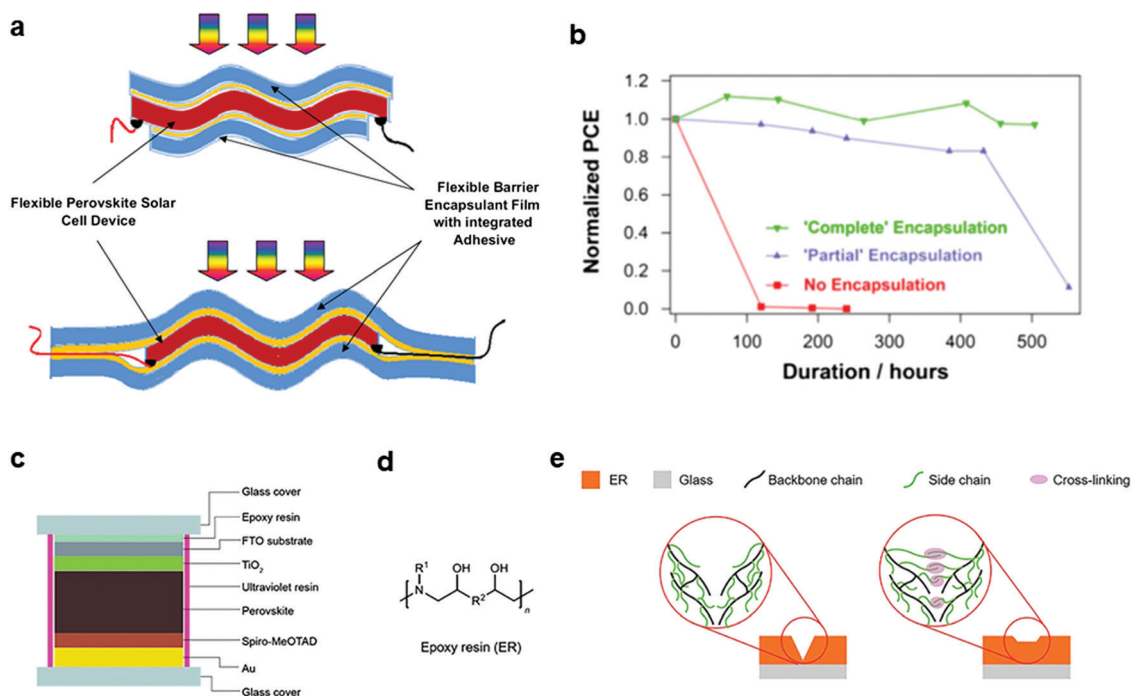 a
Flexible Perovskite Solar
Cell Device
Flexible Barrier
Encapsulant Film
with integrated
Adhesive
b
Normalized PCE
1.2
1.0
0.8
0.6
0.4
0.2
0.0
'Complete' Encapsulation
'Partial' Encapsulation
No Encapsulation
0 100 200 300 400 500
Duration / hours
c
Glass cover
Epoxy resin
FTO substrate
TiO2
Ultraviolet resin
Perovskite
Spiro-MeOTAD
Au
Glass cover
d
R1 OH OH
N R2 n
Epoxy resin (ER)
e
ER Glass Backbone chain Side chain Cross-linking